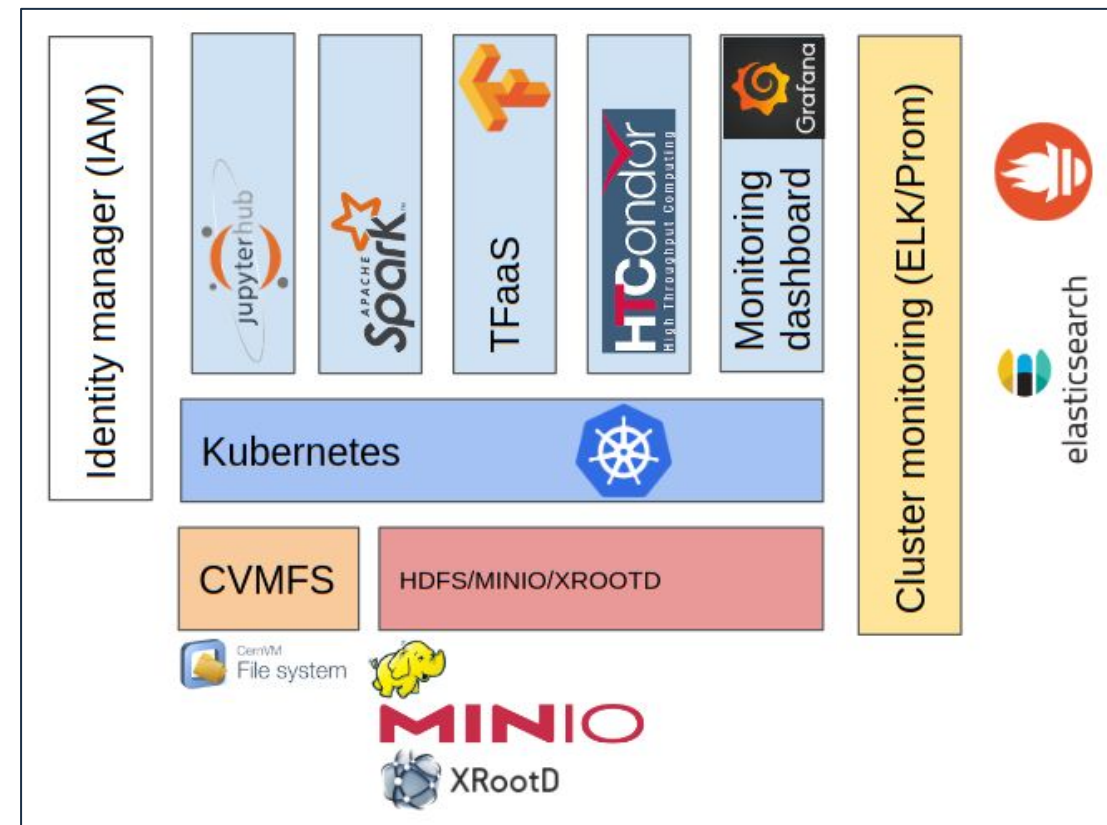 Identity manager (IAM)
jupyterhub
APACHE
Spark™
TFaaS
HTCondor
High Throughput Computing
Grafana
Monitoring
dashboard
Cluster monitoring (ELK/Prom)
elasticsearch
Kubernetes
CVMFS
HDFS/MINIO/XROOTD
CernVM
File system
MINIO
XRootD